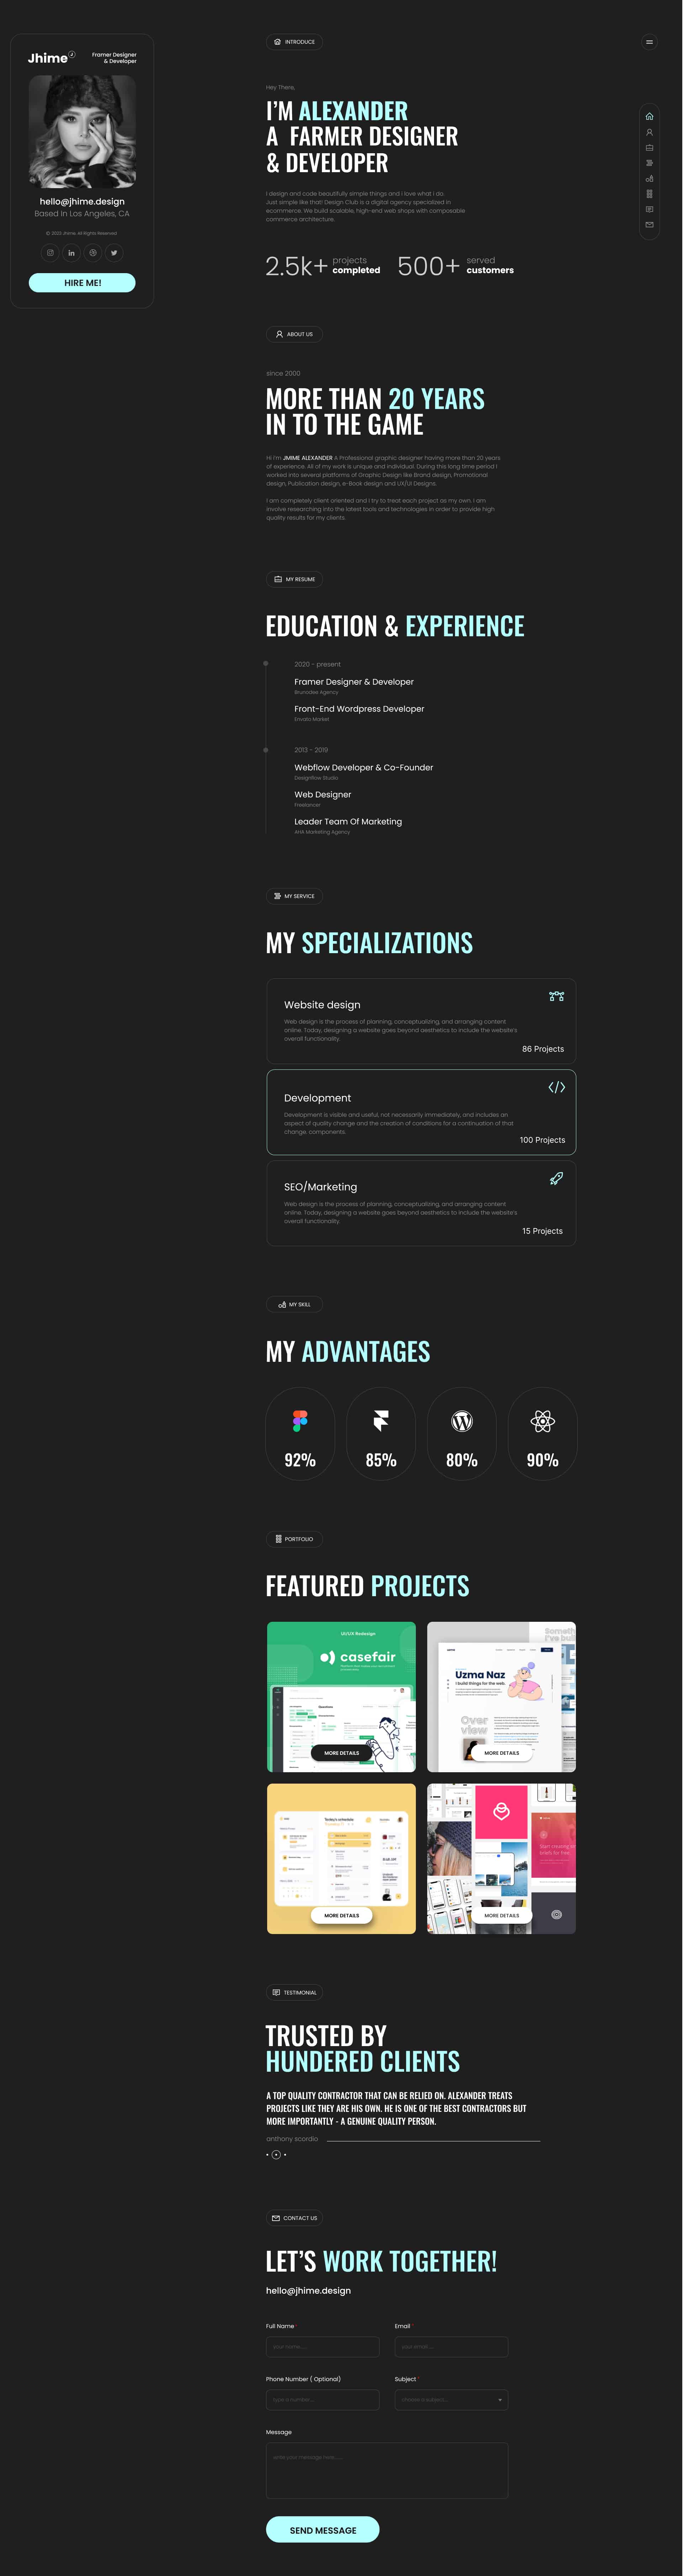 Jhime J
Framer Designer
& Developer
hello@jhime.design
Based In Los Angeles, CA
© 2022 Jhime. All Rights Reserved
HIRE ME!
INTRODUCE
Hey There,
I'M ALEXANDER
A FARMER DESIGNER
& DEVELOPER
I design and code beautifully simple things and i love what i do.
Just simple like that! Design Club is a digital agency specialized in
ecommerce. We build scalable, high-end web shops with composable
commerce architecture.
2.5k+ projects completed
500+ served customers
ABOUT US
since 2000
MORE THAN 20 YEARS
IN TO THE GAME
Hi I'm JMIME ALEXANDER A Professional graphic designer having more than 20 years
of experience. All of my work is unique and individual. During this long time period I
worked into several platforms of Graphic Design like Brand design, Promotional
design, Publication design, e-Book design and UX/UI Designs.
I am completely client oriented and I try to treat each project as my own. I am
involve researching into the latest tools and technologies in order to provide high
quality results for my clients.
MY RESUME
EDUCATION & EXPERIENCE
2020 - present
Framer Designer & Developer
Brunodee Agency
Front-End Wordpress Developer
Envato Market
2013 - 2019
Webflow Developer & Co-Founder
Designflow Studio
Web Designer
Freelancer
Leader Team Of Marketing
AHA Marketing Agency
MY SERVICE
MY SPECIALIZATIONS
Website design
Web design is the process of planning, conceptualizing, and arranging content
online. Today, designing a website goes beyond aesthetics to include the website's
overall functionality.
86 Projects
Development
Development is visible and useful, not necessarily immediately, and includes an
aspect of quality change and the creation of conditions for a continuation of that
change. components.
100 Projects
SEO/Marketing
Web design is the process of planning, conceptualizing, and arranging content
online. Today, designing a website goes beyond aesthetics to include the website's
overall functionality.
15 Projects
MY SKILL
MY ADVANTAGES
92%
85%
80%
90%
PORTFOLIO
FEATURED PROJECTS
UI/UX Redesign
casefair
MORE DETAILS
Uzma Naz
I build things for the web.
Over
view
MORE DETAILS
Today's schedule
MORE DETAILS
MORE DETAILS
TESTIMONIAL
TRUSTED BY
HUNDERED CLIENTS
A TOP QUALITY CONTRACTOR THAT CAN BE RELIED ON. ALEXANDER TREATS
PROJECTS LIKE THEY ARE HIS OWN. HE IS ONE OF THE BEST CONTRACTORS BUT
MORE IMPORTANTLY - A GENUINE QUALITY PERSON.
anthony scordio
CONTACT US
LET'S WORK TOGETHER!
hello@jhime.design
Full Name *
Email *
your name.....
your email.....
Phone Number ( Optional)
Subject *
type a number....
choose a subject....
Message
write your message here.......
SEND MESSAGE